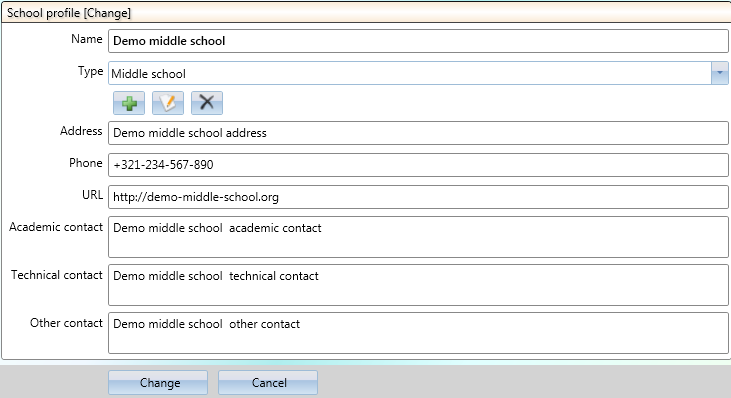 School profile [Change]
Name Demo middle school
Type Middle school
Address Demo middle school address
Phone +321-234-567-890
URL http://demo-middle-school.org
Academic contact Demo middle school  academic contact
Technical contact Demo middle school  technical contact
Other contact Demo middle school  other contact
Change Cancel